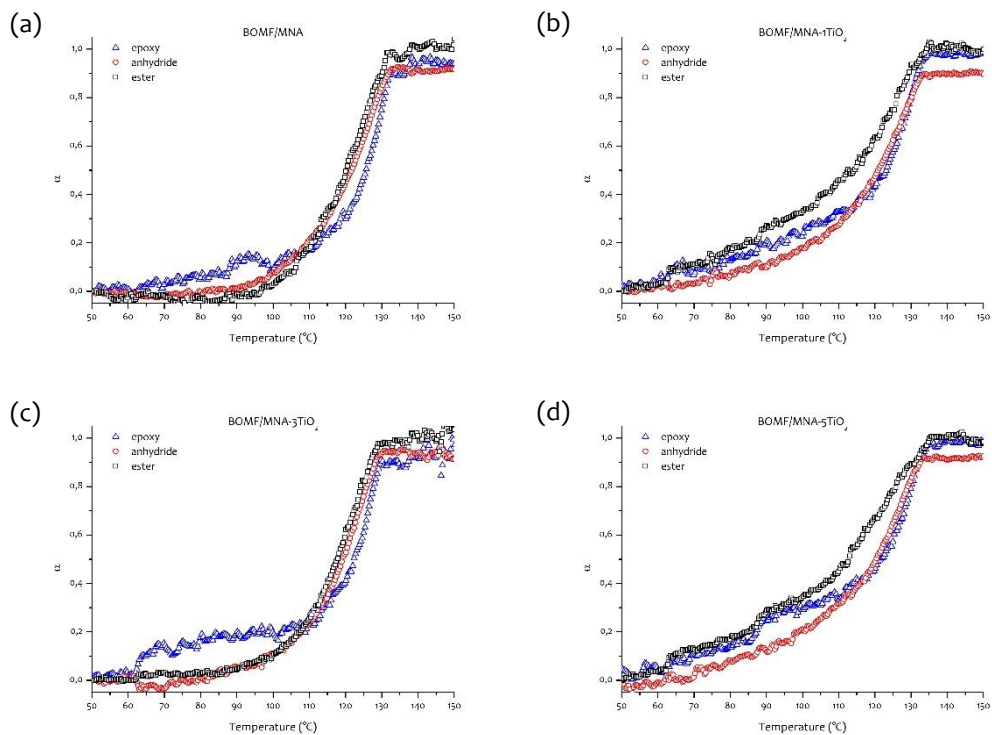 (a)
BOMF/MNA
epoxy
anhydride
ester
1,0
0,8
0,6
0,4
0,2
0,0
α
50 60 70 80 90 100 110 120 130 140 150
Temperature (°C)
(b)
BOMF/MNA-1TiO2
epoxy
anhydride
ester
1,0
0,8
0,6
0,4
0,2
0,0
α
50 60 70 80 90 100 110 120 130 140 150
Temperature (°C)
(c)
BOMF/MNA-3TiO2
epoxy
anhydride
ester
1,0
0,8
0,6
0,4
0,2
0,0
α
50 60 70 80 90 100 110 120 130 140 150
Temperature (°C)
(d)
BOMF/MNA-5TiO2
epoxy
anhydride
ester
1,0
0,8
0,6
0,4
0,2
0,0
α
50 60 70 80 90 100 110 120 130 140 150
Temperature (°C)